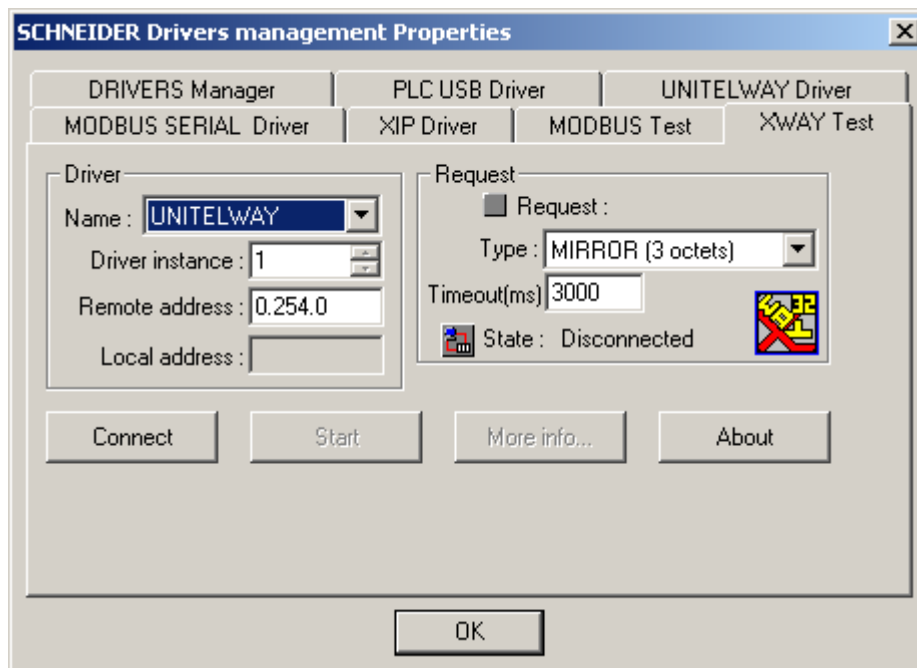 SCHNEIDER Drivers management Properties
DRIVERS Manager
PLC USB Driver
UNITELWAY Driver
MODBUS SERIAL Driver
XIP Driver
MODBUS Test
XWAY Test
Driver
Name : UNITELWAY
Driver instance : 1
Remote address : 0.254.0
Local address :
Request
Request :
Type : MIRROR (3 octets)
Timeout(ms) 3000
State : Disconnected
32
Connect
Start
More info...
About
OK